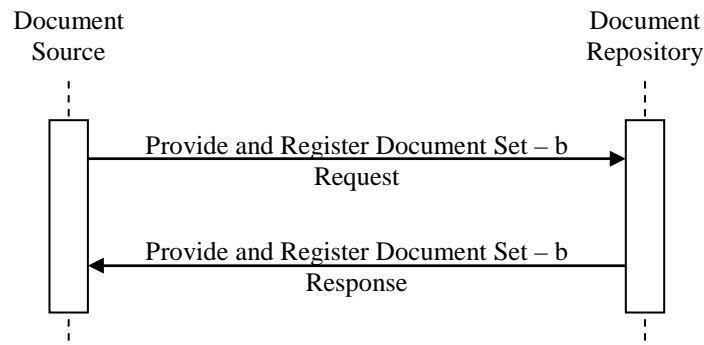 Document
Source
Document
Repository
Provide and Register Document Set – b
Request
Provide and Register Document Set – b
Response